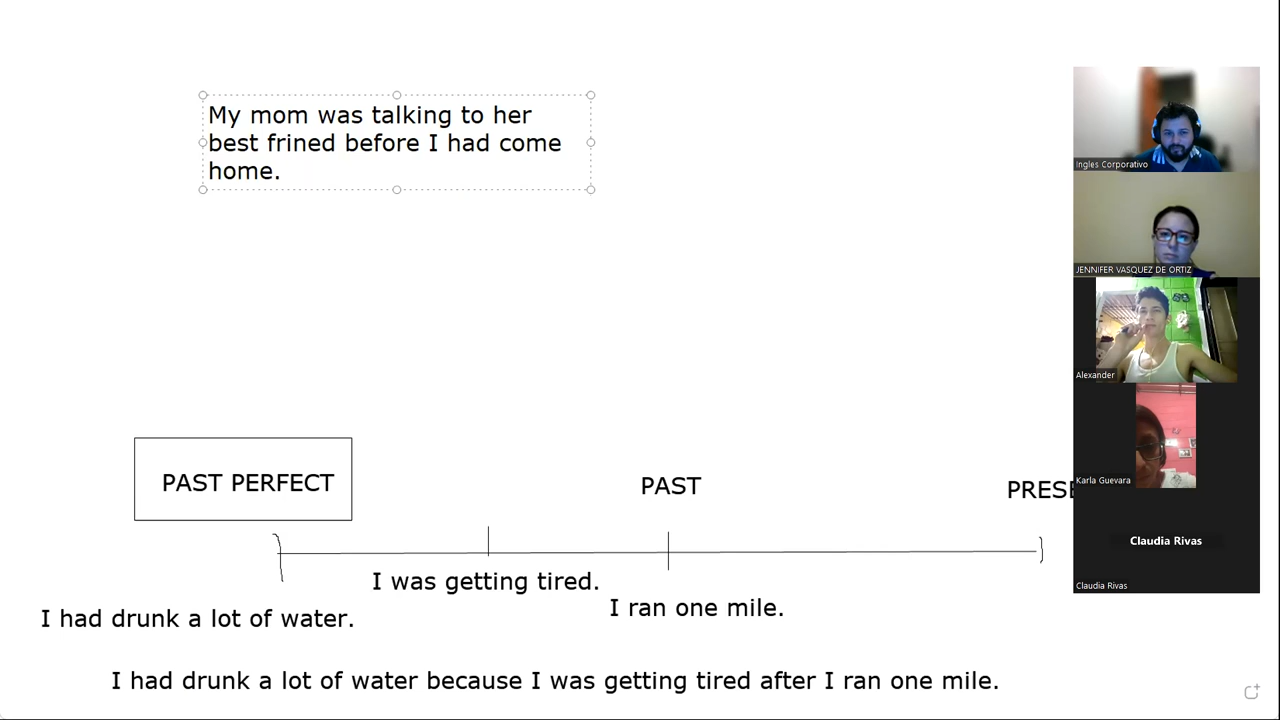 My mom was talking to her
best frined before I had come
home.
Ingles Corporativo
JENNIFER VASQUEZ DE ORTIZ
Alexander
Karla Guevara
Claudia Rivas
Claudia Rivas
PAST PERFECT
PAST
PRESE
I was getting tired.
I ran one mile.
I had drunk a lot of water.
I had drunk a lot of water because I was getting tired after I ran one mile.